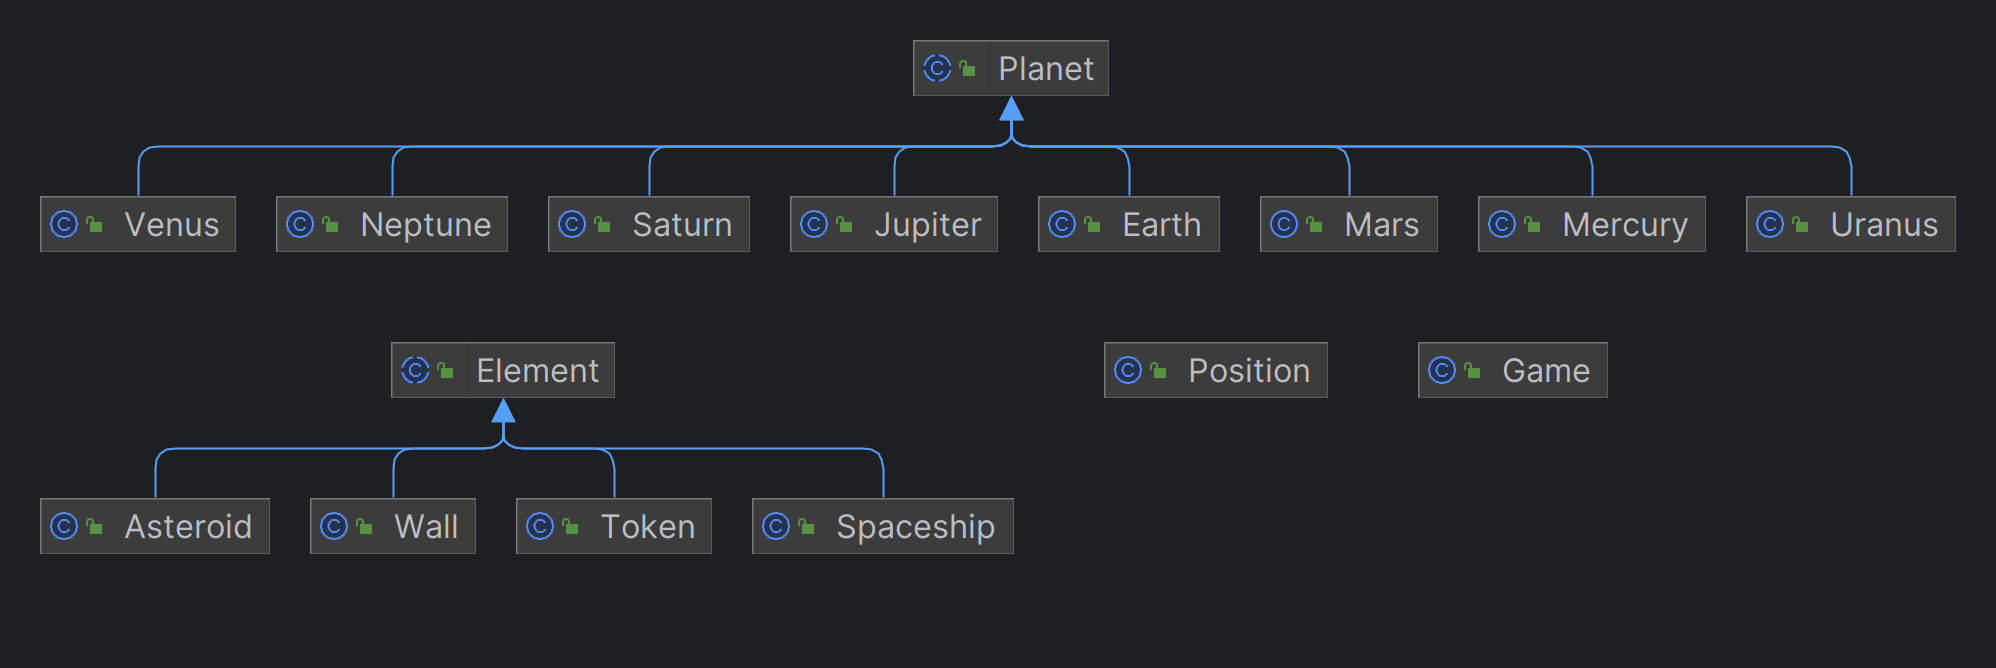 Planet
Venus Neptune Saturn Jupiter Earth Mars Mercury Uranus
Element Position Game
Asteroid Wall Token Spaceship